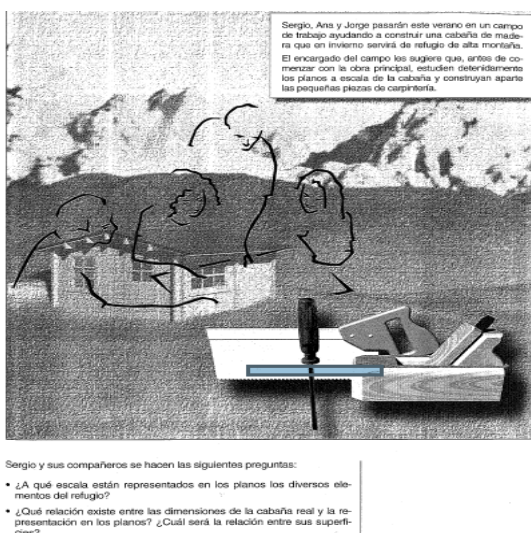 Sergio, Ana y Jorge pasarán este verano en un campo
de trabajo ayudando a construir una cabaña de made-
ra que en invierno servirá de refugio de alta montaña.
El encargado del campo les sugiere que, antes de co-
menzar con la obra principal, estudien detenidamente
los planos a escala de la cabaña y construyan aparte
las pequeñas piezas de carpintería.
Sergio y sus compañeros se hacen las siguientes preguntas:
• ¿A qué escala están representados en los planos los diversos ele-
mentos del refugio?
• ¿Qué relación existe entre las dimensiones de la cabaña real y la re-
presentación en los planos? ¿Cuál será la relación entre sus superfi-
cies?